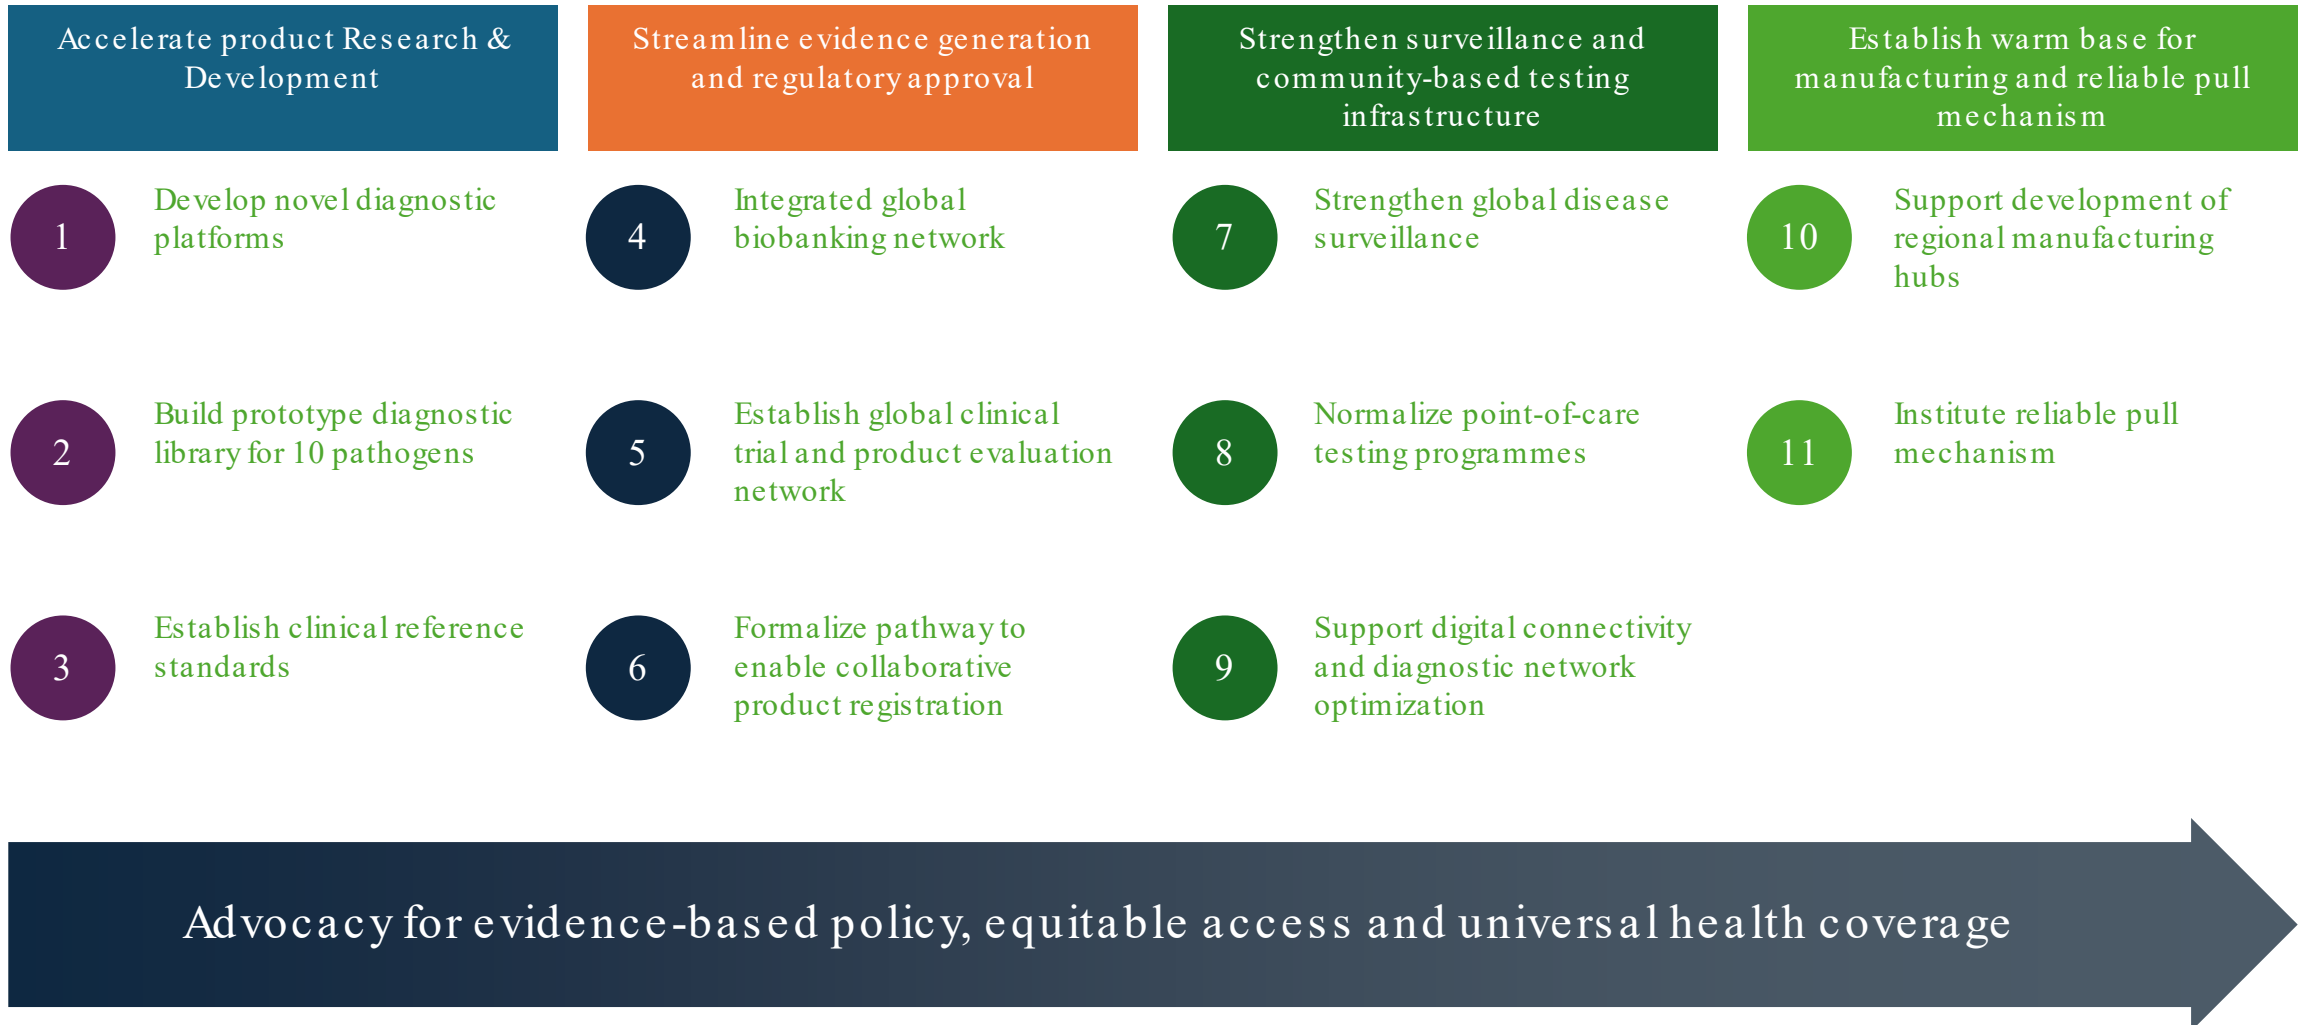 Accelerate product Research &
Development
Streamline evidence generation
and regulatory approval
Strengthen surveillance and
community-based testing
infrastructure
Establish warm base for
manufacturing and reliable pull
mechanism
1
Develop novel diagnostic
platforms
2
Build prototype diagnostic
library for 10 pathogens
3
Establish clinical reference
standards
4
Integrated global
biobanking network
5
Establish global clinical
trial and product evaluation
network
6
Formalize pathway to
enable collaborative
product registration
7
Strengthen global disease
surveillance
8
Normalize point-of-care
testing programmes
9
Support digital connectivity
and diagnostic network
optimization
10
Support development of
regional manufacturing
hubs
11
Institute reliable pull
mechanism
Advocacy for evidence-based policy, equitable access and universal health coverage